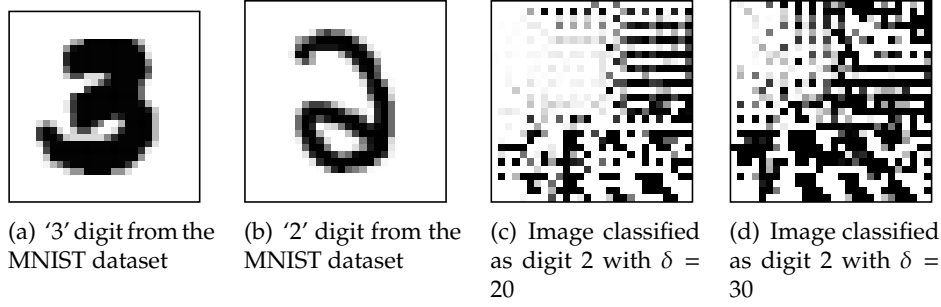 (a) ‘3’ digit from the
MNIST dataset
(b) ‘2’ digit from the
MNIST dataset
(c) Image classified
as digit 2 with δ =
20
(d) Image classified
as digit 2 with δ =
30